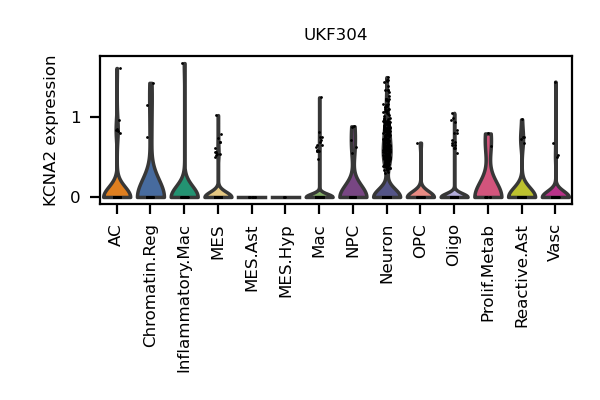 UKF304
KCNA2 expression
1
0
AC
Chromatin.Reg
Inflammatory.Mac
MES
MES.Ast
MES.Hyp
Mac
NPC
Neuron
OPC
Oligo
Prolif.Metab
Reactive.Ast
Vasc